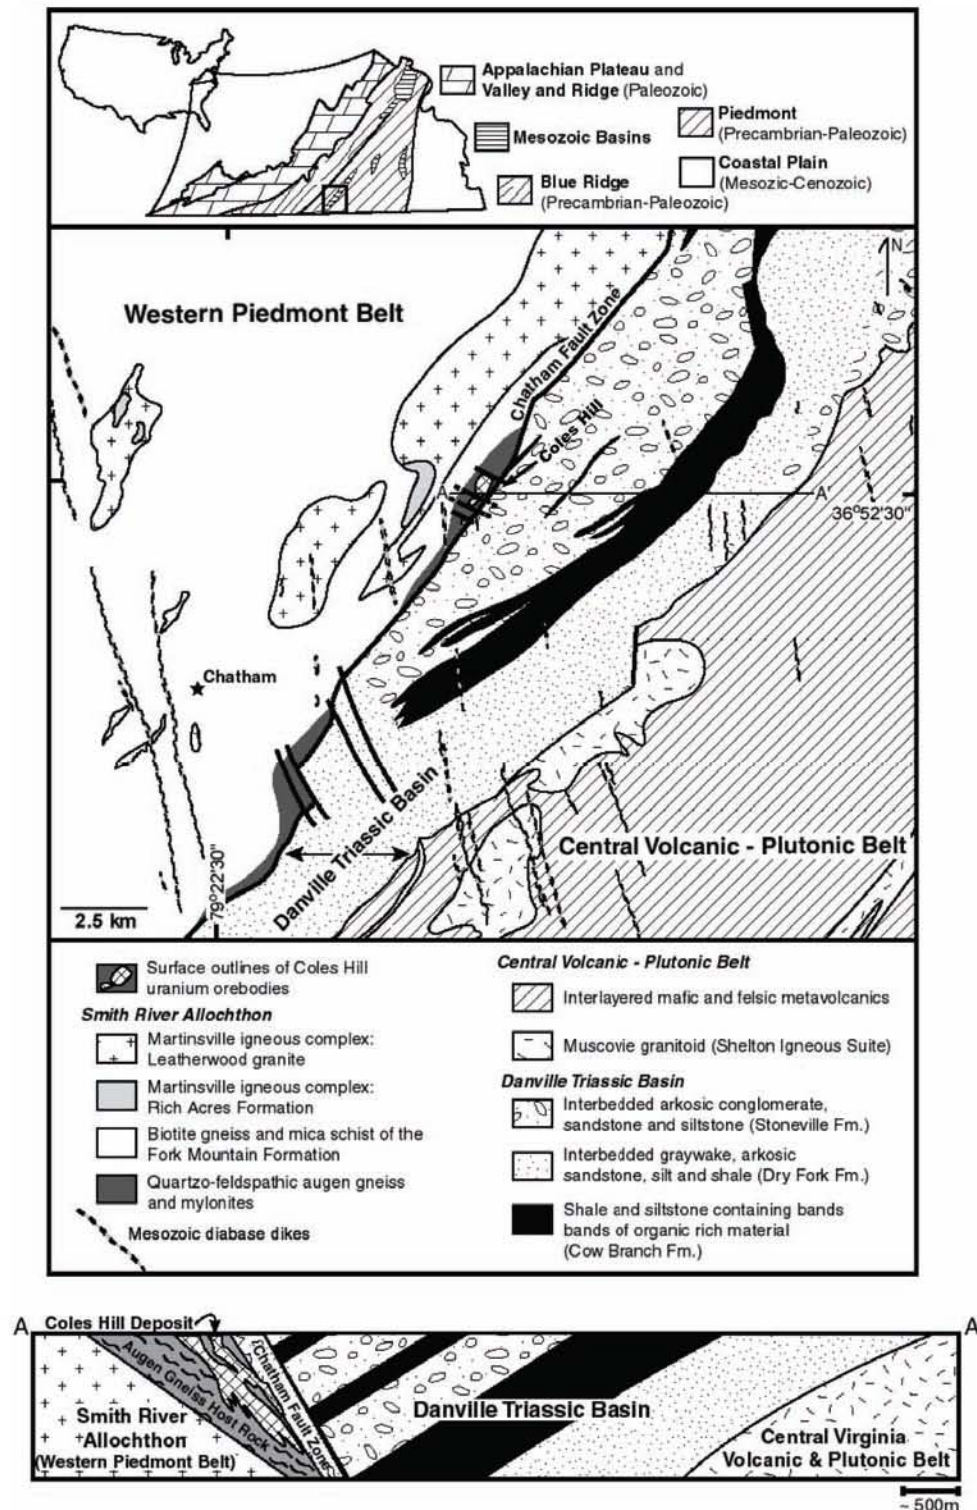 Appalachian Plateau and
Valley and Ridge (Paleozoic)
Mesozoic Basins
Blue Ridge
(Precambrian-Paleozoic)
Piedmont
(Precambrian-Paleozoic)
Coastal Plain
(Mesozic-Cenozoic)
N
Western Piedmont Belt
Chatham Fault Zone
Coles Hill
A
A'
36°52'30"
Chatham
Danville Triassic Basin
Central Volcanic - Plutonic Belt
79°22'30"
2.5 km
Surface outlines of Coles Hill
uranium orebodies
Smith River Allochthon
Martinsville igneous complex:
Leatherwood granite
Martinsville igneous complex:
Rich Acres Formation
Biotite gneiss and mica schist of the
Fork Mountain Formation
Quartzo-feldspathic augen gneiss
and mylonites
Mesozoic diabase dikes
Central Volcanic - Plutonic Belt
Interlayered mafic and felsic metavolcanics
Muscovie granitoid (Shelton Igneous Suite)
Danville Triassic Basin
Interbedded arkosic conglomerate,
sandstone and siltstone (Stoneville Fm.)
Interbedded graywake, arkosic
sandstone, silt and shale (Dry Fork Fm.)
Shale and siltstone containing bands
bands of organic rich material
(Cow Branch Fm.)
A
Coles Hill Deposit
A
Augen Gneiss Host Rock
Chatham Fault Zone
Smith River
Allochthon
(Western Piedmont Belt)
Danville Triassic Basin
Central Virginia
Volcanic & Plutonic Belt
~ 500m